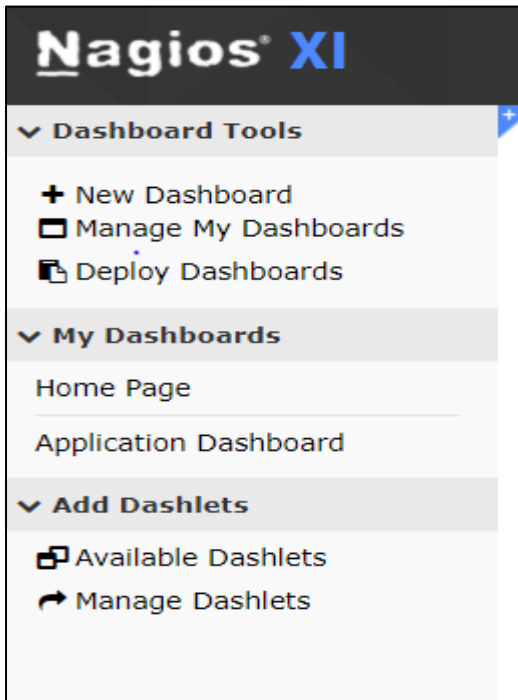 Nagios® XI
Dashboard Tools
New Dashboard
Manage My Dashboards
Deploy Dashboards
My Dashboards
Home Page
Application Dashboard
Add Dashlets
Available Dashlets
Manage Dashlets